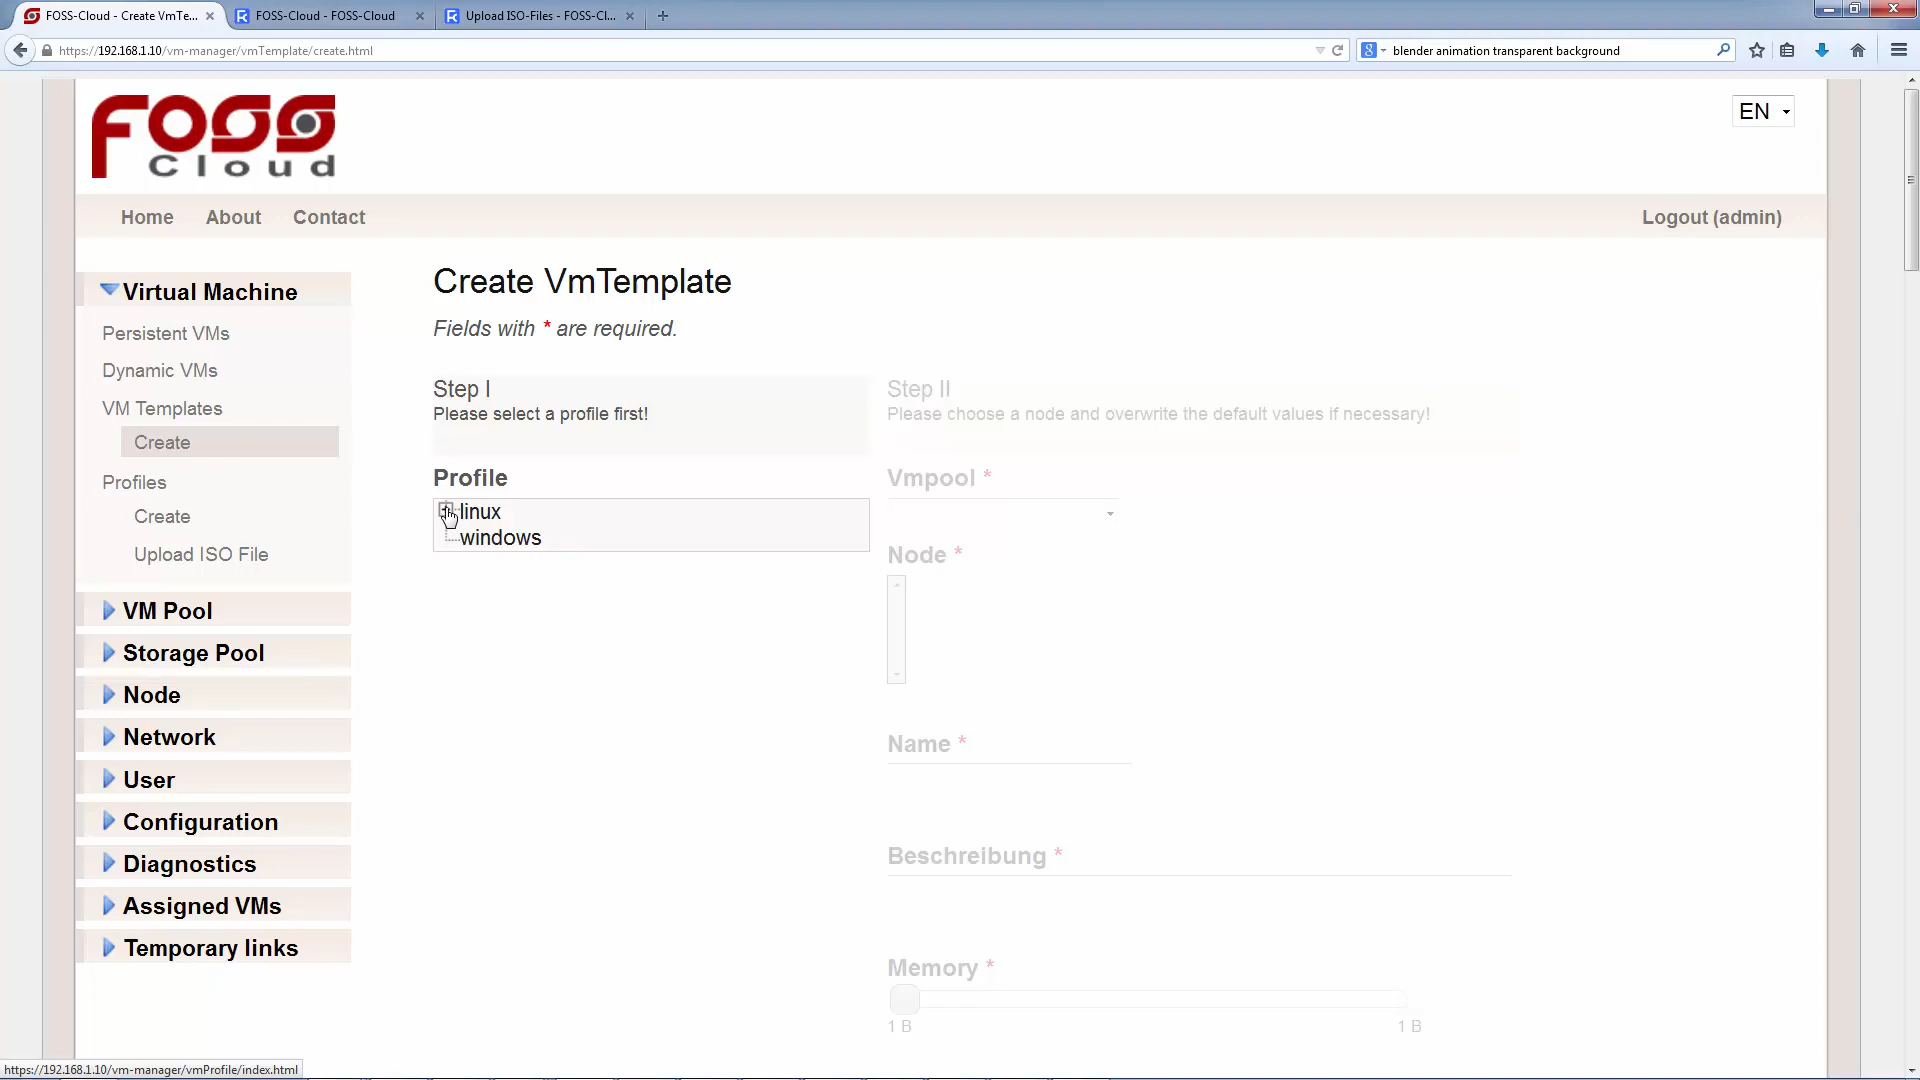 FOSS-Cloud - Create VmTe...
FOSS-Cloud - FOSS-Cloud
Upload ISO-Files - FOSS-Cl...
https://192.168.1.10/vm-manager/vmTemplate/create.html
blender animation transparent background
FOSS
Cloud
EN
Home About Contact Logout (admin)
Virtual Machine
Persistent VMs
Dynamic VMs
VM Templates
Create
Profiles
Create
Upload ISO File
VM Pool
Storage Pool
Node
Network
User
Configuration
Diagnostics
Assigned VMs
Temporary links
Create VmTemplate
Fields with * are required.
Step I
Please select a profile first!
Profile
linux
windows
Step II
Please choose a node and overwrite the default values if necessary!
Vmpool *
Node *
Name *
Beschreibung *
Memory *
1 B 1 B
https://192.168.1.10/vm-manager/vmProfile/index.html